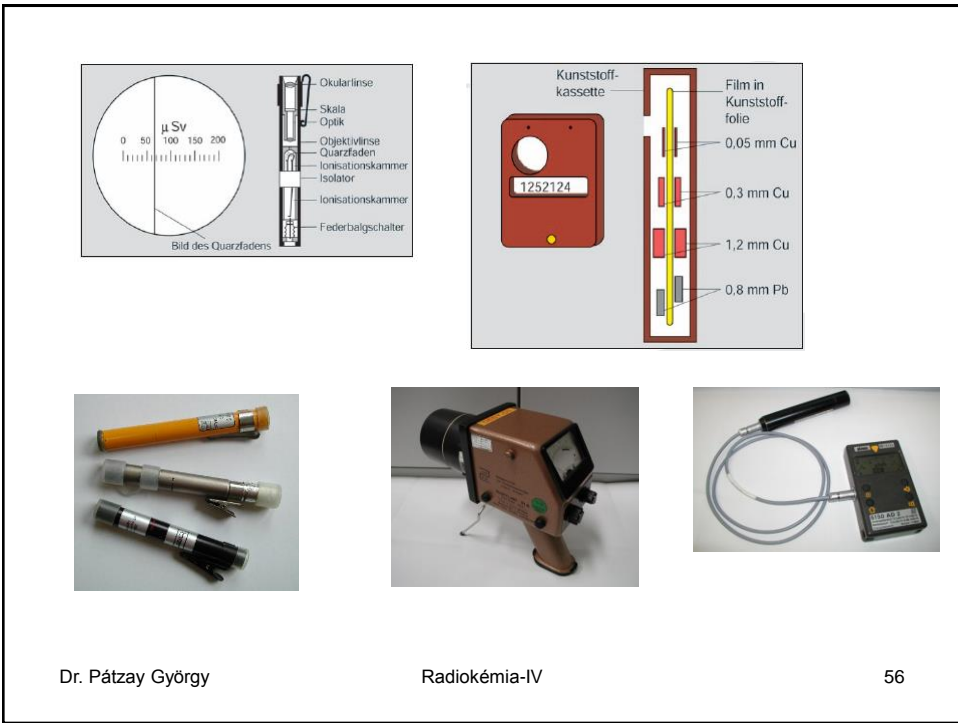 Okularlinse
Skala
Optik
Objektivlinse
Quarzfaden
Ionisationskammer
Isolator
Ionisationskammer
Federbalgschalter
µ Sv
0 50 100 150 200
Bild des Quarzfadens
Kunststoff-
kassette
Film in
Kunststoff-
folie
0,05 mm Cu
0,3 mm Cu
1,2 mm Cu
0,8 mm Pb
1252124
Dr. Pátzay György
Radiokémia-IV
56